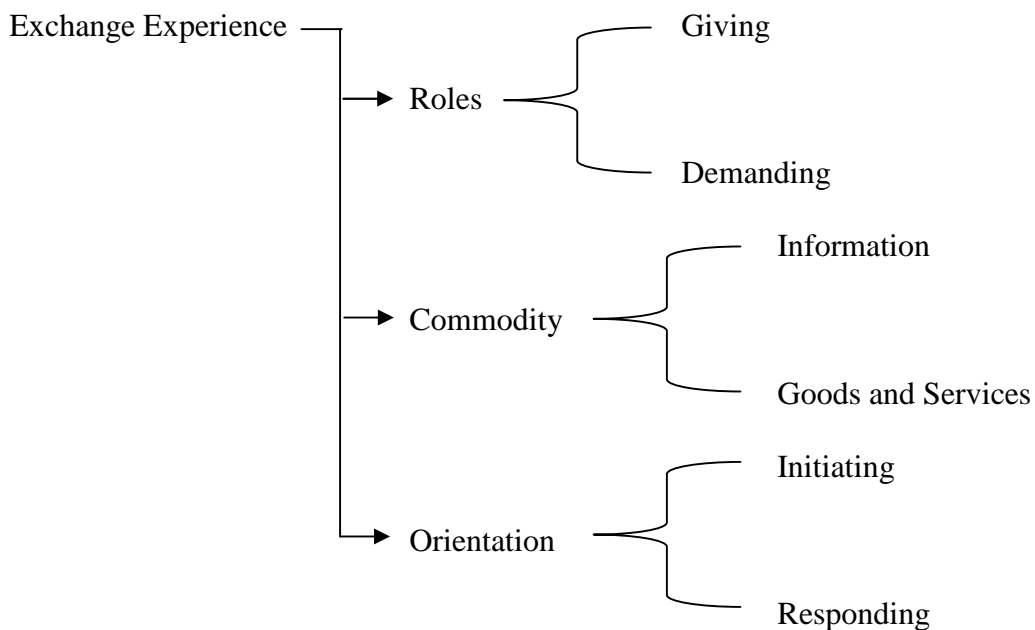 Exchange Experience
Giving
Roles
Demanding
Information
Commodity
Goods and Services
Initiating
Orientation
Responding